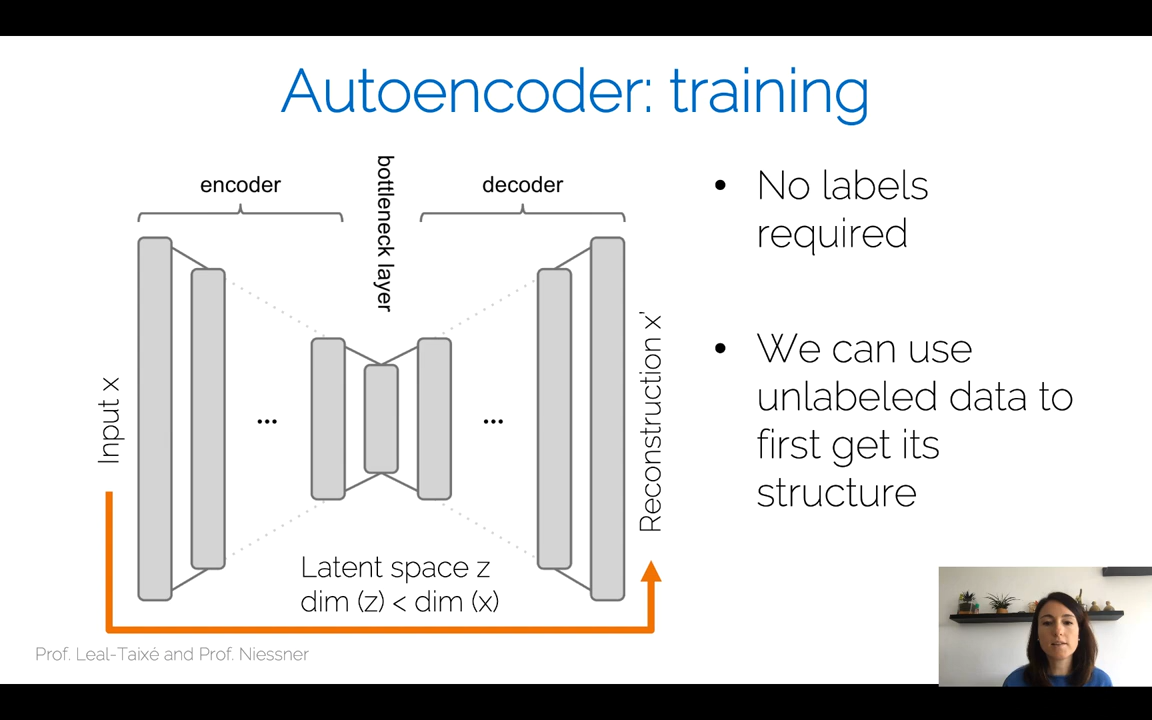 Autoencoder: training
encoder
bottleneck layer
decoder
Input x
...
...
Reconstruction x'
Latent space z
dim (z) < dim (x)
• No labels
required
• We can use
unlabeled data to
first get its
structure
Prof. Leal-Taixé and Prof. Niessner